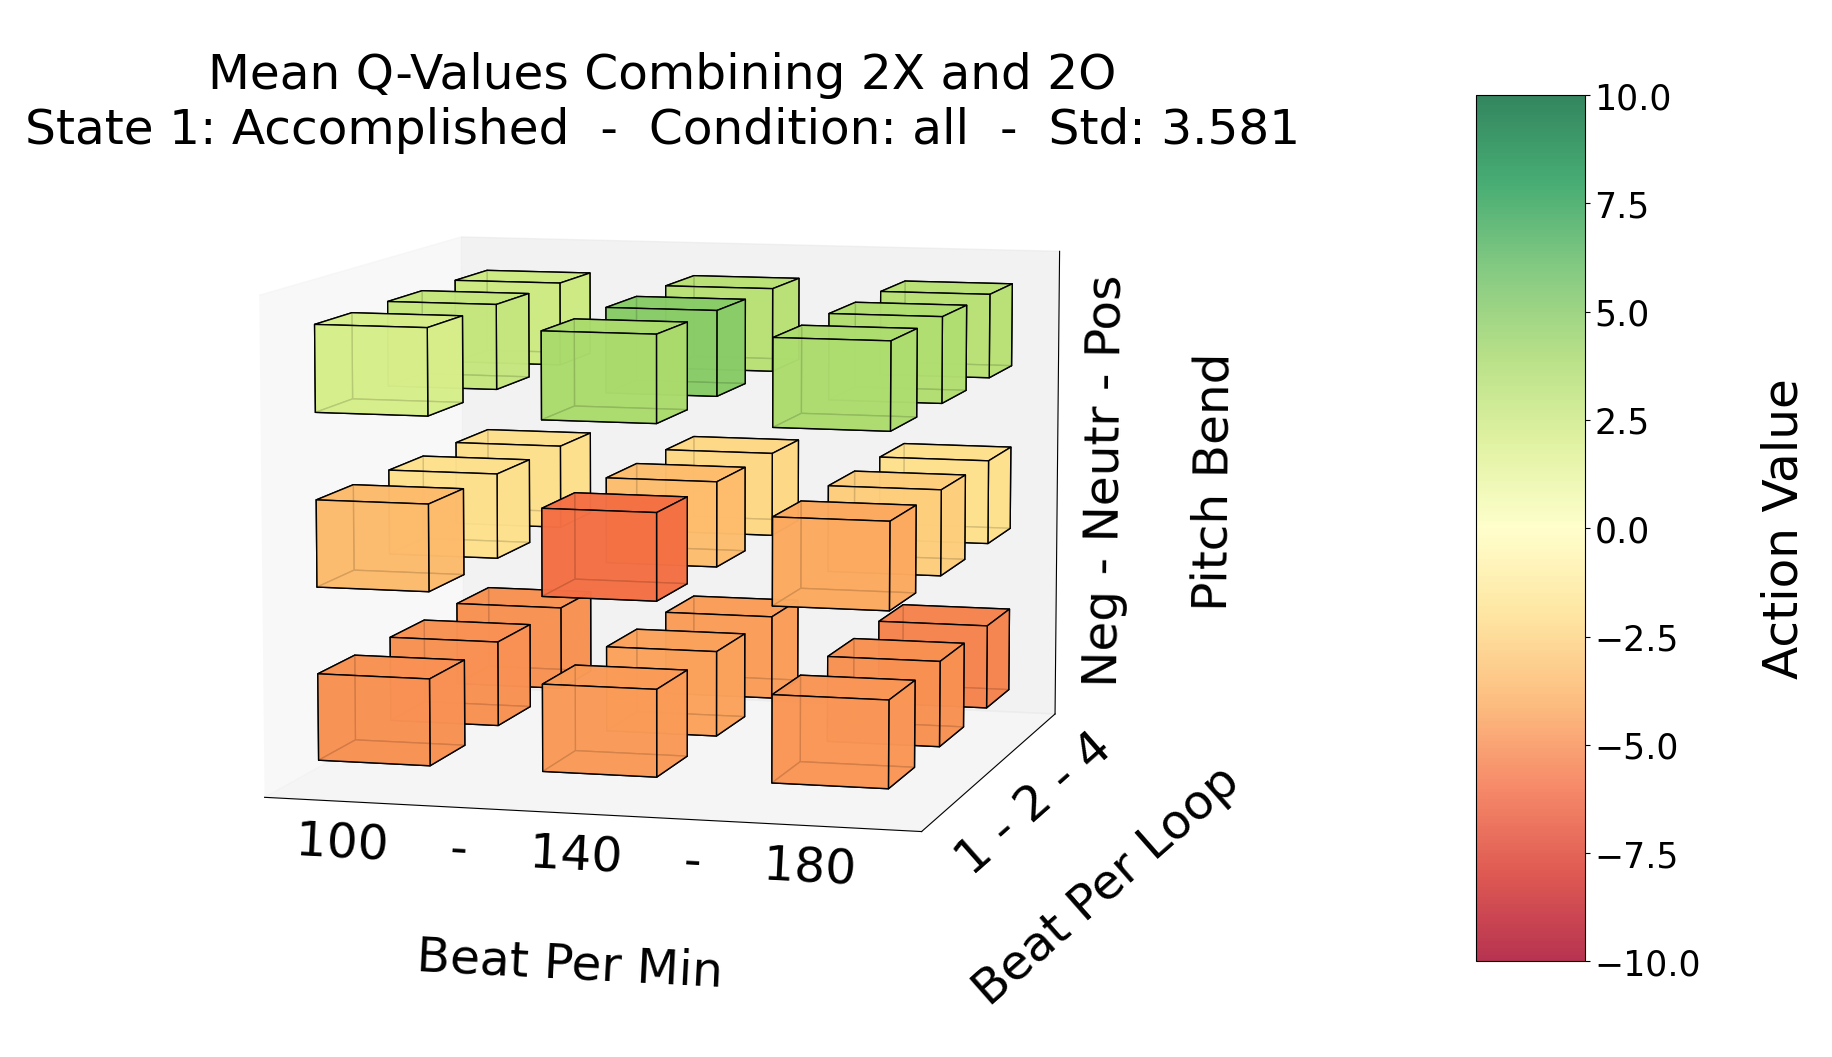 Mean Q-Values Combining 2X and 2O
State 1: Accomplished  -  Condition: all  -  Std: 3.581
100 - 140 - 180
Beat Per Min
1 - 2 - 4
Beat Per Loop
Neg - Neutr - Pos
Pitch Bend
10.0
7.5
5.0
2.5
0.0
−2.5
−5.0
−7.5
−10.0
Action Value